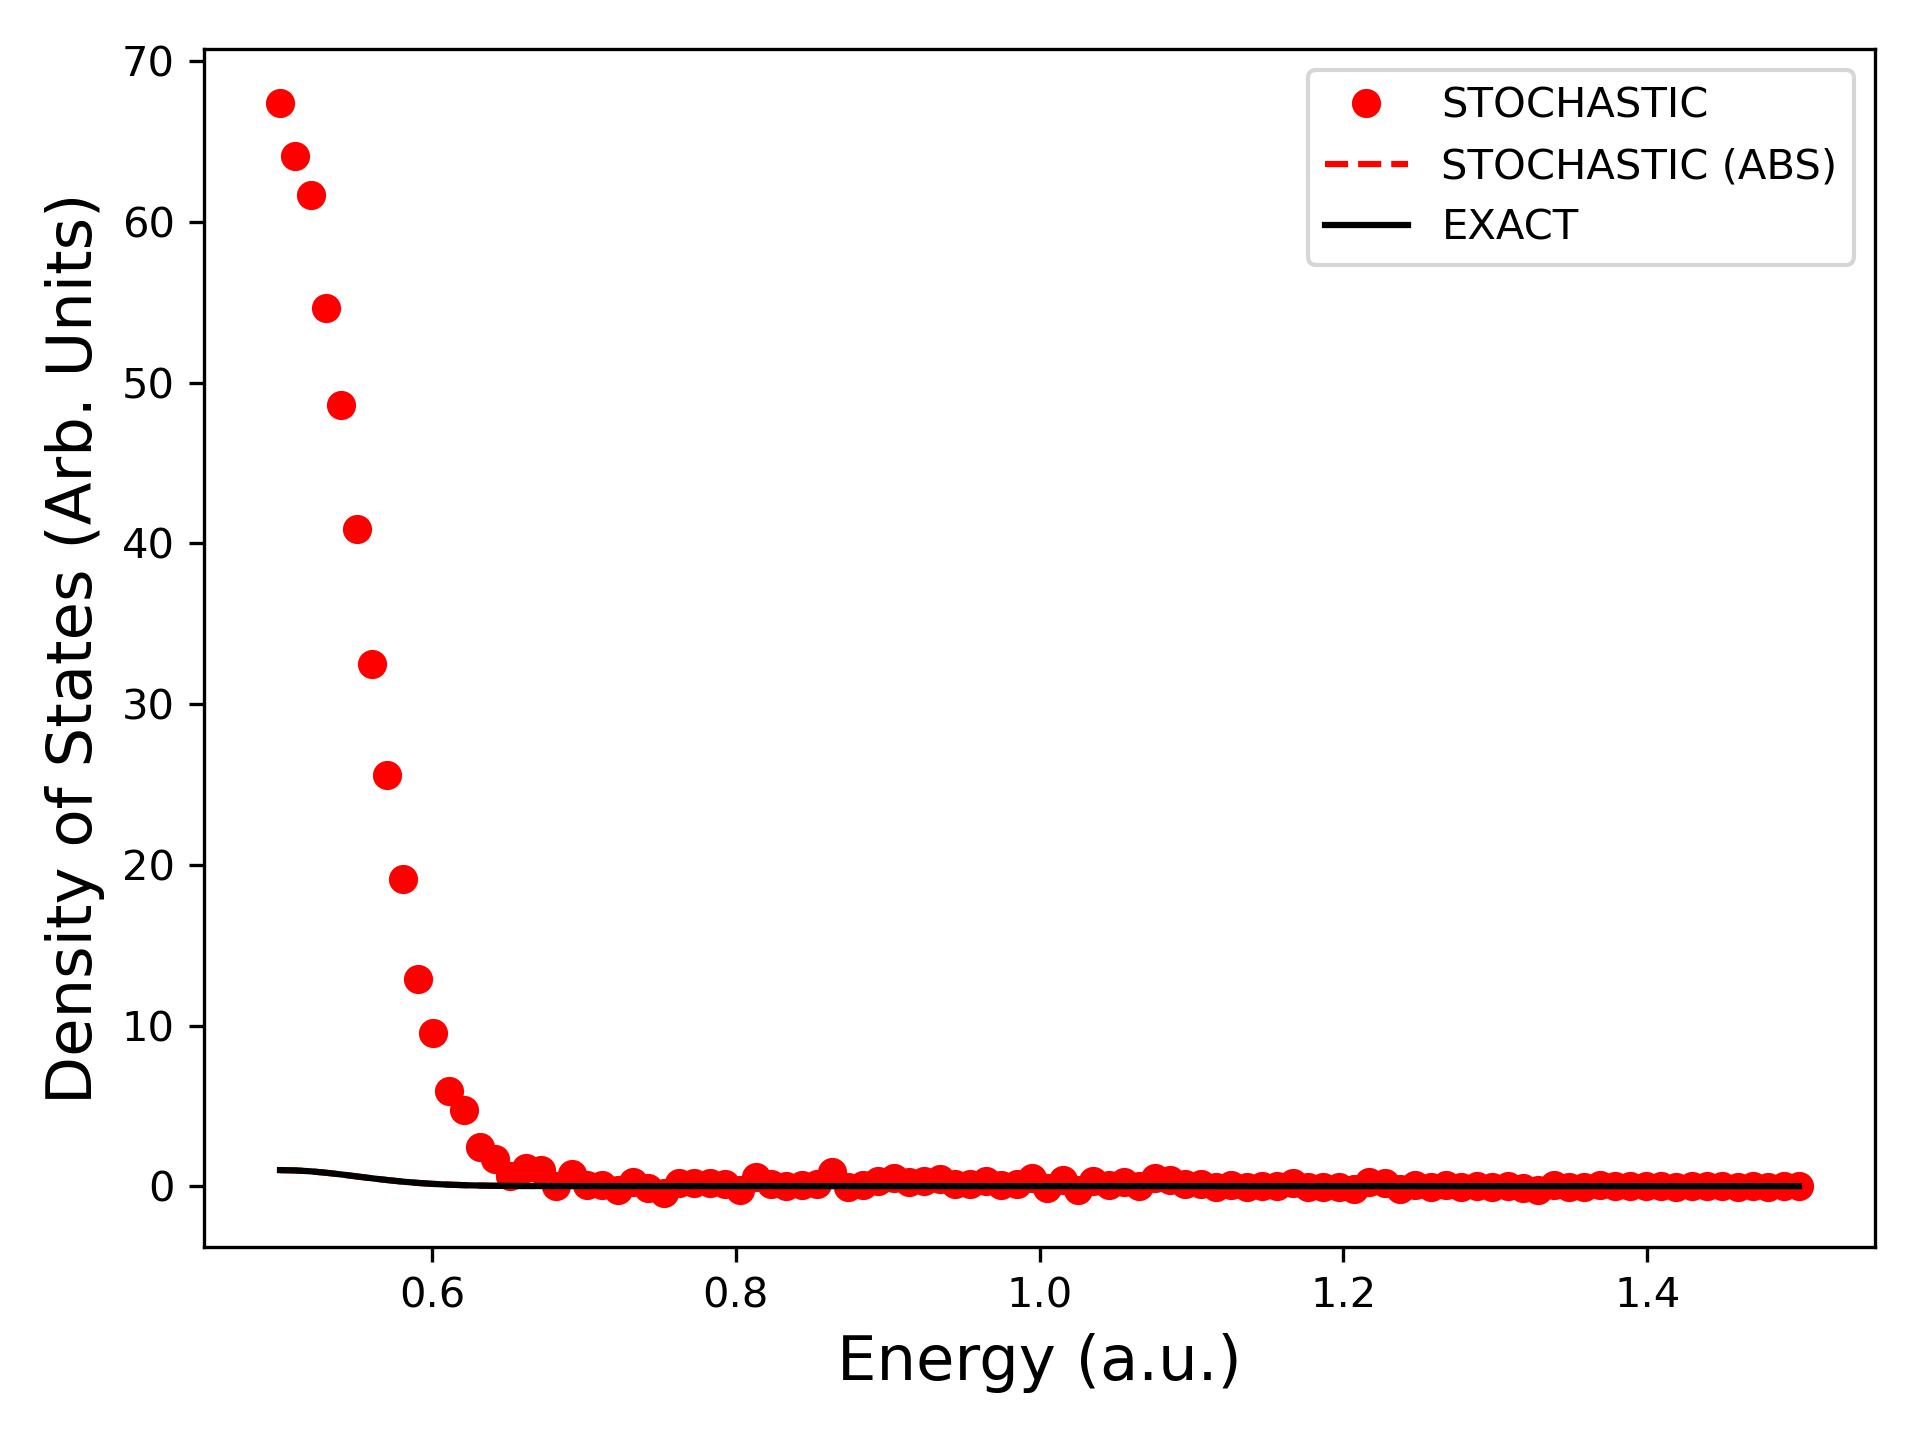 70
60
50
40
30
20
10
0
Density of States (Arb. Units)
STOCHASTIC
STOCHASTIC (ABS)
EXACT
0.6 0.8 1.0 1.2 1.4
Energy (a.u.)